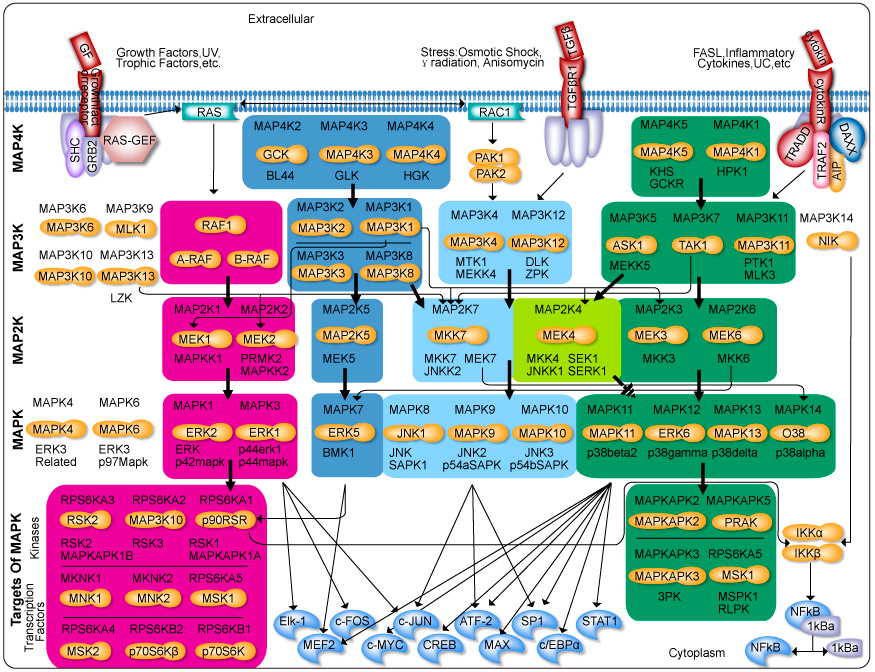 Extracellular
GF
Growth Factors,UV,
Trophic Factors,etc.
Stress:Osmotic Shock,
γ radiation, Anisomycin
TGFβ
FASL,Inflammatory
Cytokines,UC,etc
cytokin
TGFβR1
cytokinR
RAS
RAC1
SHC
GRB2
RAS-GEF
TRADD
TRAF2
DAXX
AIP
MAP4K
MAP4K2 MAP4K3 MAP4K4
GCK MAP4K3 MAP4K4
BL44 GLK HGK
PAK1
PAK2
MAP4K5 MAP4K1
MAP4K5 MAP4K1
KHS HPK1
GCKR
MAP3K
MAP3K6 MAP3K9
MAP3K6 MLK1
MAP3K10 MAP3K13
MAP3K10 MAP3K13
LZK
RAF1
A-RAF B-RAF
MAP3K2 MAP3K1
MAP3K2 MAP3K1
MAP3K3 MAP3K8
MAP3K3 MAP3K8
MAP3K4 MAP3K12
MAP3K4 MAP3K12
MTK1 DLK
MEKK4 ZPK
MAP3K5 MAP3K7 MAP3K11
ASK1 TAK1 MAP3K11
MEKK5 PTK1
MLK3
MAP3K14
NIK
MAP2K
MAP2K1 MAP2K2
MEK1 MEK2
MAPKK1 PRMK2
MAPKK2
MAP2K5
MAP2K5
MEK5
MAP2K7
MKK7
MKK7 MEK7
JNKK2
MAP2K4
MEK4
MKK4 SEK1
JNKK1 SERK1
MAP2K3 MAP2K6
MEK3 MEK6
MKK3 MKK6
MAPK
MAPK4 MAPK6
MAPK4 MAPK6
ERK3 ERK3
Related p97Mapk
MAPK1 MAPK3
ERK2 ERK1
ERK p44erk1
p42mapk p44mapk
MAPK7
ERK5
BMK1
MAPK8 MAPK9 MAPK10
JNK1 MAPK9 MAPK10
JNK JNK2 JNK3
SAPK1 p54aSAPK p54bSAPK
MAPK11 MAPK12 MAPK13 MAPK14
MAPK11 ERK6 MAPK13 O38
p38beta2 p38gamma p38delta p38alpha
Targets Of MAPK
Kinases
Transcription
Factors
RPS6KA3 RPS6KA2 RPS6KA1
RSK2 MAP3K10 p90RSR
RSK2 RSK3 RSK1
MAPKAPK1B MAPKAPK1A
MKNK1 MKNK2 RPS6KA5
MNK1 MNK2 MSK1
RPS6KA4 RPS6KB2 RPS6KB1
MSK2 p70S6Kβ p70S6K
MAPKAPK2 MAPKAPK5
MAPKAPK2 PRAK
MAPKAPK3 RPS6KA5
MAPKAPK3 MSK1
3PK MSPK1
RLPK
IKKα
IKKβ
NFkB
1kBa
NFkB 1kBa
Elk-1 c-FOS c-JUN ATF-2 SP1 STAT1
MEF2 c-MYC CREB MAX c/EBPα
Cytoplasm